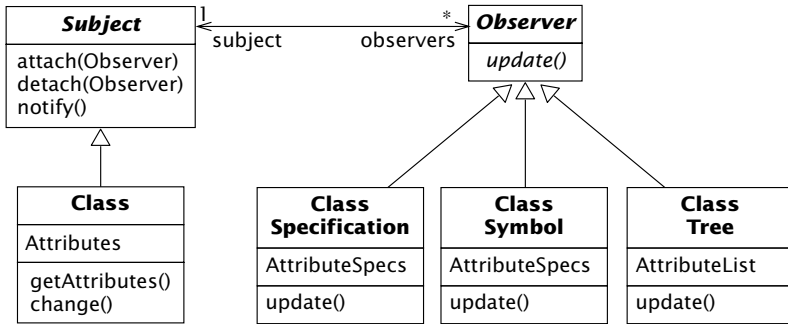 Subject
attach(Observer)
detach(Observer)
notify()
1
subject
*
observers
Observer
update()
Class
Attributes
getAttributes()
change()
Class
Specification
AttributeSpecs
update()
Class
Symbol
AttributeSpecs
update()
Class
Tree
AttributeList
update()